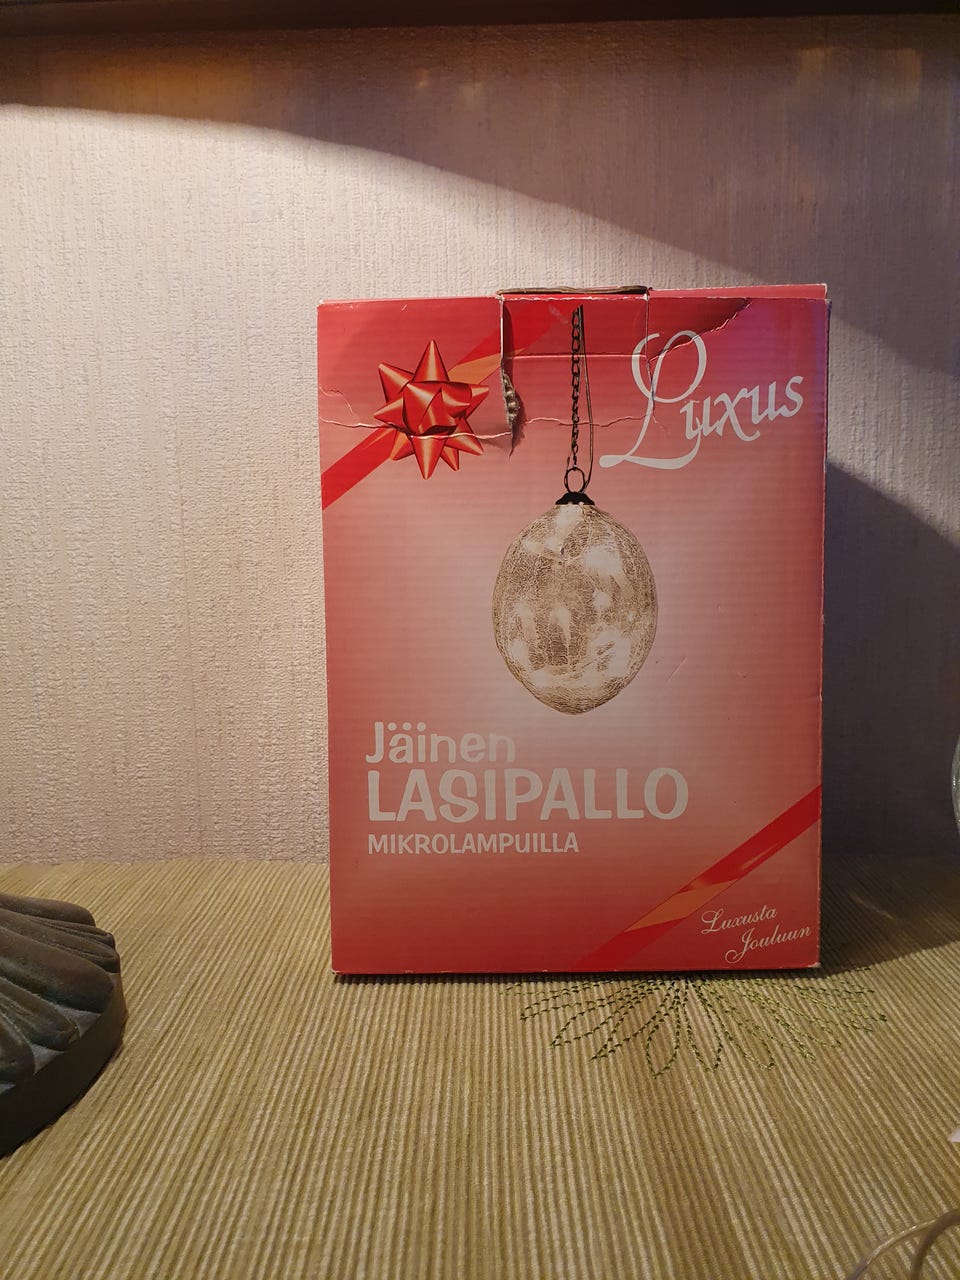 Luxus
Jäinen
LASIPALLO
MIKROLAMPUILLA
Luxusta
Jouluun